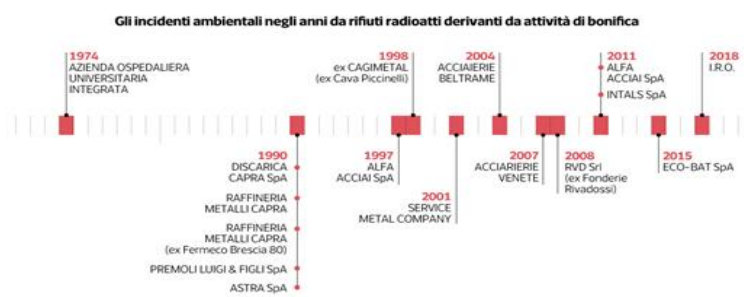 Gli incidenti ambientali negli anni da rifiuti radioatti derivanti da attività di bonifica
1974
AZIENDA OSPEDALIERA
UNIVERSITARIA
INTEGRATA
1998
ex CAGIMETAL
(ex Cava Piccinelli)
2004
ACCIAIERIE
BELTRAME
2011
ALFA
ACCIAI SpA
INTALS SpA
2018
I.R.O.
1990
DISCARICA
CAPRA SpA
RAFFINERIA
METALLI CAPRA
RAFFINERIA
METALLI CAPRA
(ex Fermeco Brescia 80)
PREMOLI LUIGI & FIGLI SpA
ASTRA SpA
1997
ALFA
ACCIAI SpA
2001
SERVICE
METAL COMPANY
2007
ACCIARIERIE
VENETE
2008
RVD Srl
(ex Fonderie
Rivadossi)
2015
ECO-BAT SpA